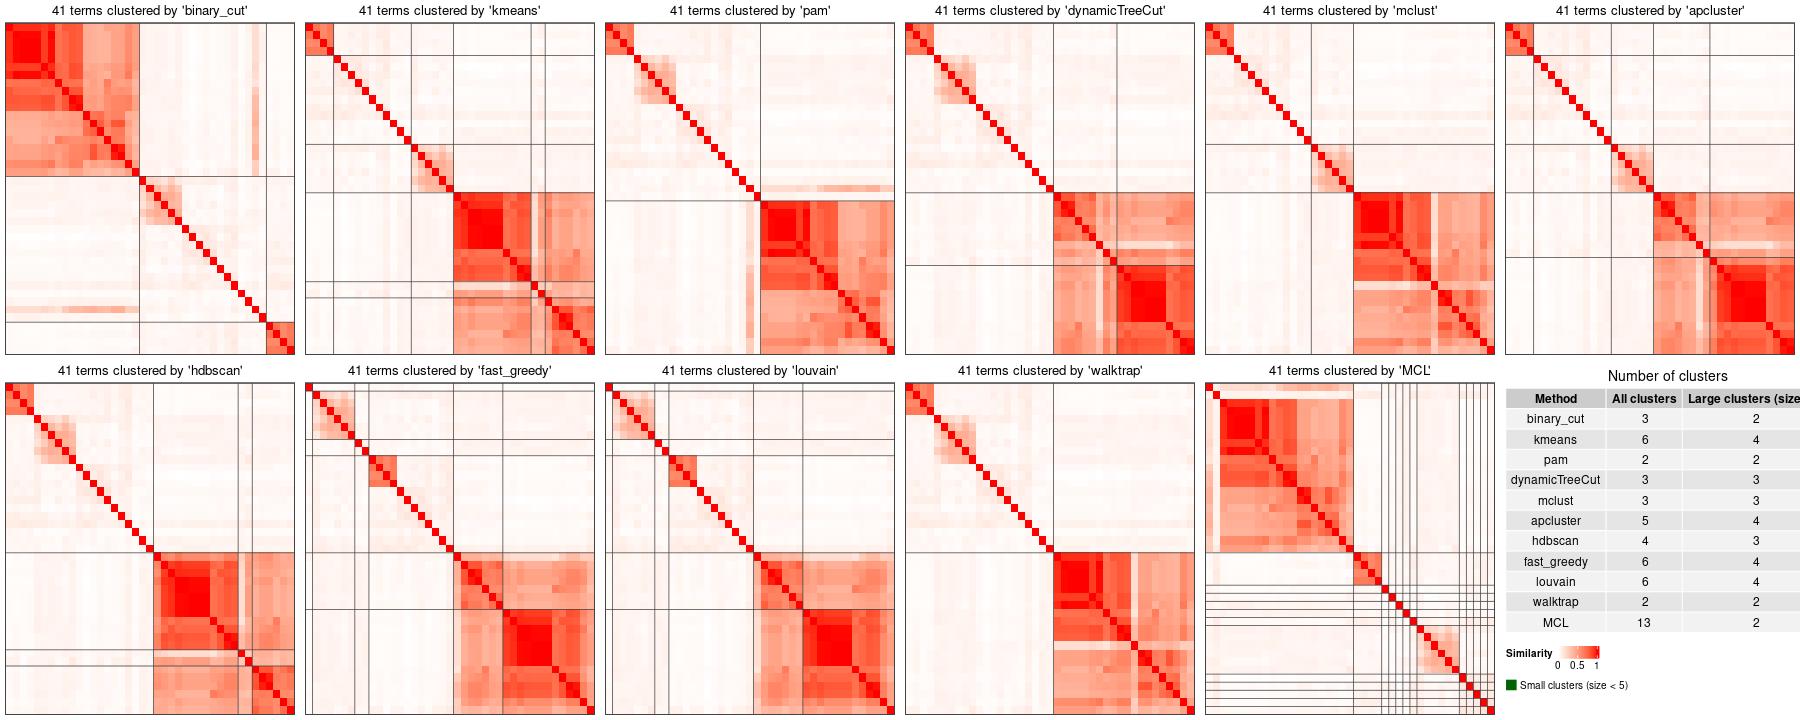 41 terms clustered by 'binary_cut'
41 terms clustered by 'kmeans'
41 terms clustered by 'pam'
41 terms clustered by 'dynamicTreeCut'
41 terms clustered by 'mclust'
41 terms clustered by 'apcluster'
41 terms clustered by 'hdbscan'
41 terms clustered by 'fast_greedy'
41 terms clustered by 'louvain'
41 terms clustered by 'walktrap'
41 terms clustered by 'MCL'
Number of clusters
Method All clusters Large clusters (size
binary_cut 3 2
kmeans 6 4
pam 2 2
dynamicTreeCut 3 3
mclust 3 3
apcluster 5 4
hdbscan 4 3
fast_greedy 6 4
louvain 6 4
walktrap 2 2
MCL 13 2
Similarity
0 0.5 1
Small clusters (size < 5)